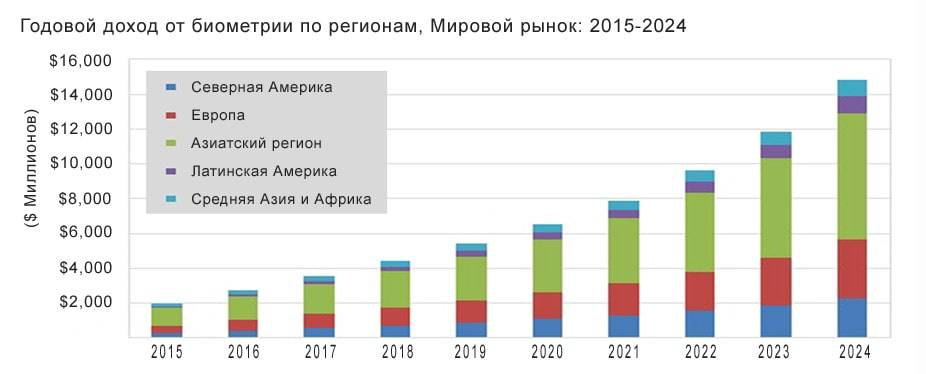 Годовой доход от биометрии по регионам, Мировой рынок: 2015-2024
($ Миллионов)
$16,000
$14,000
$12,000
$10,000
$8,000
$6,000
$4,000
$2,000
Северная Америка
Европа
Азиатский регион
Латинская Америка
Средняя Азия и Африка
2015 2016 2017 2018 2019 2020 2021 2022 2023 2024